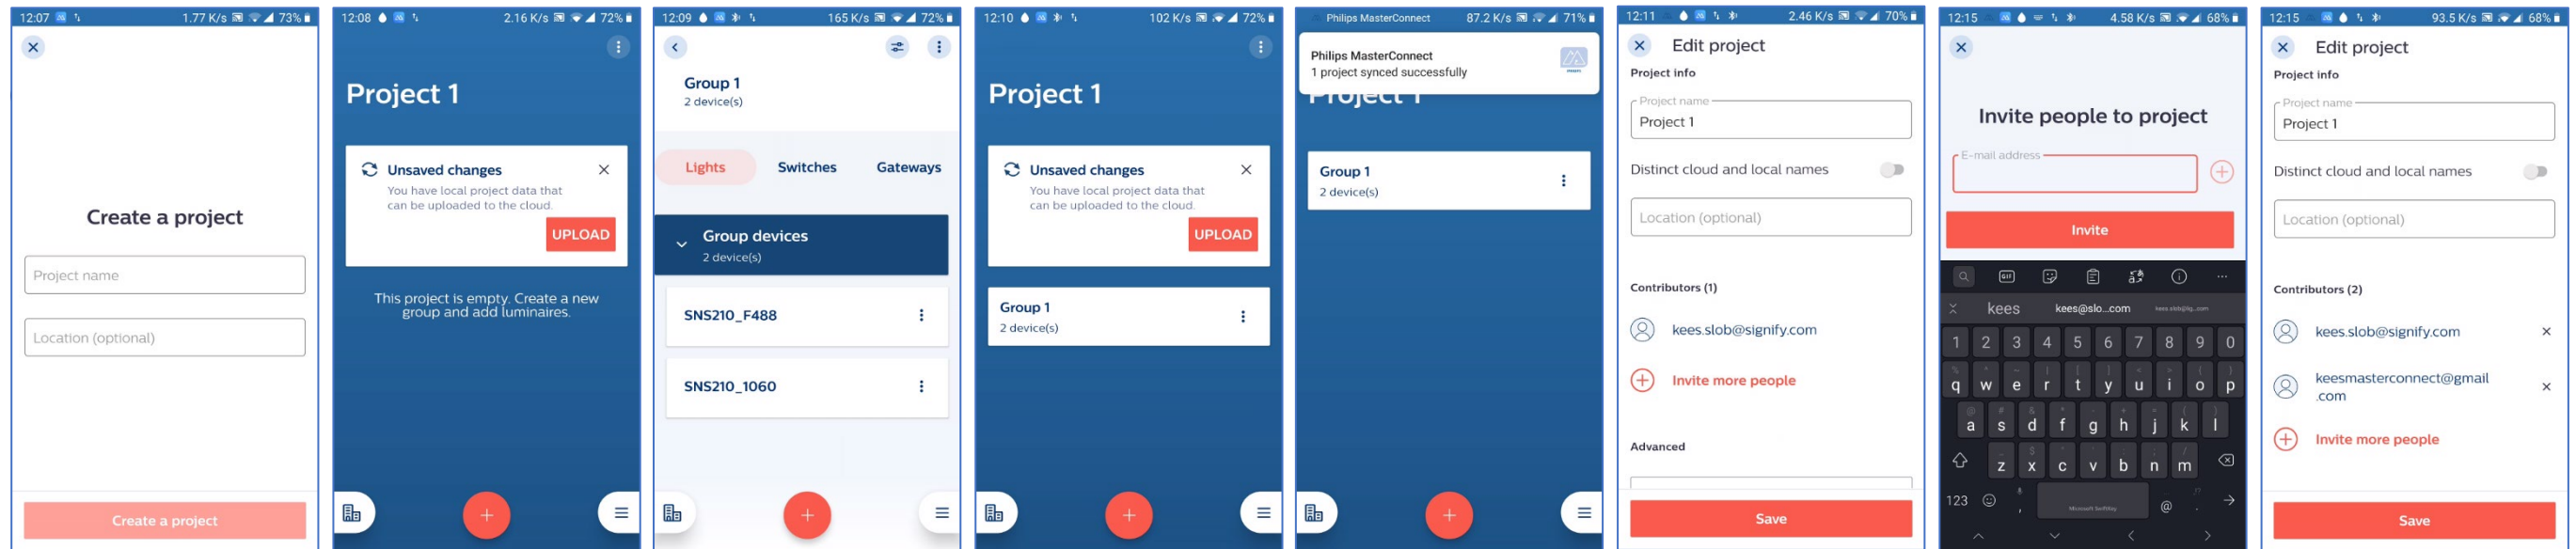 12:07 1.77 K/s 73%
Create a project
Project name
Location (optional)
Create a project
12:08 2.16 K/s 72%
Project 1
Unsaved changes
You have local project data that
can be uploaded to the cloud.
UPLOAD
This project is empty. Create a new
group and add luminaires.
12:09 165 K/s 72%
Group 1
2 device(s)
Lights Switches Gateways
Group devices
2 device(s)
SNS210_F488
SNS210_1060
12:10 102 K/s 72%
Project 1
Unsaved changes
You have local project data that
can be uploaded to the cloud.
UPLOAD
Group 1
2 device(s)
Philips MasterConnect 87.2 K/s 71%
Philips MasterConnect
1 project synced successfully
Project 1
Group 1
2 device(s)
12:11 2.46 K/s 70%
Edit project
Project info
Project name
Project 1
Distinct cloud and local names
Location (optional)
Contributors (1)
kees.slob@signify.com
Invite more people
Advanced
Save
12:15 4.58 K/s 68%
Invite people to project
E-mail address
Invite
GIF
kees kees@slo...com
1 2 3 4 5 6 7 8 9 0
q w e r t y u i o p
a s d f g h j k l
z x c v b n m
123 , Microsoft SwiftKey @ .
12:15 93.5 K/s 68%
Edit project
Project info
Project name
Project 1
Distinct cloud and local names
Location (optional)
Contributors (2)
kees.slob@signify.com
keesmasterconnect@gmail
.com
Invite more people
Save